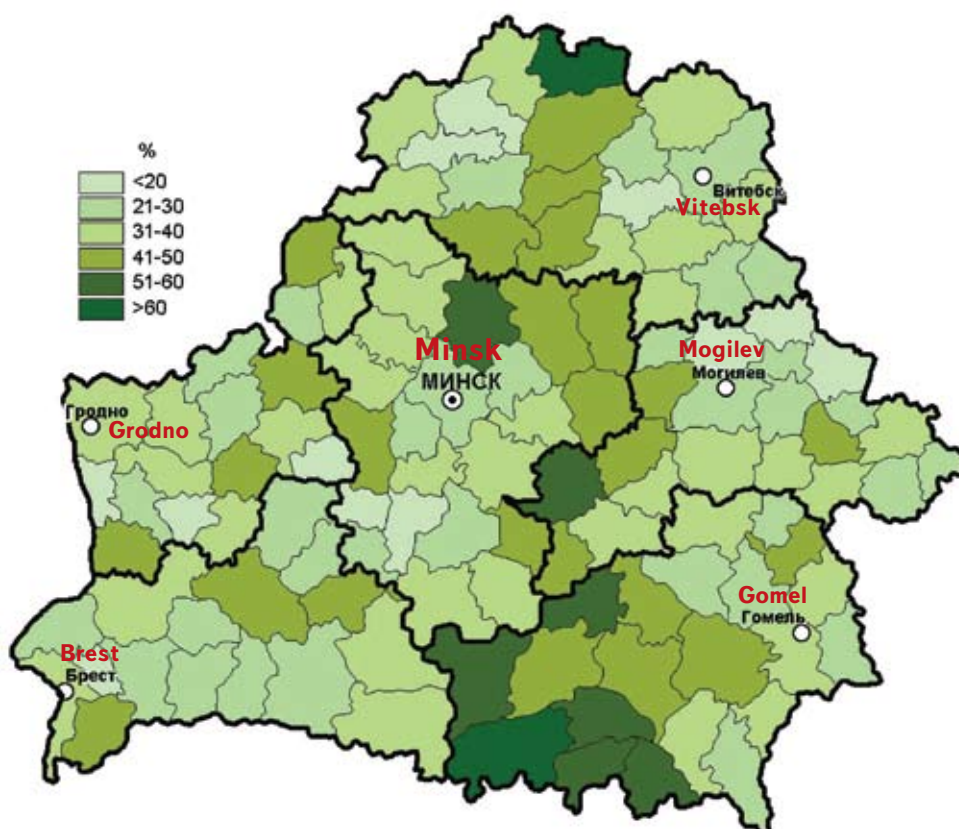 %
<20
21-30
31-40
41-50
51-60
>60
Витебск
Vitebsk
Minsk
МИНСК
Mogilev
Могилев
Гродно
Grodno
Gomel
Гомель
Brest
Брест